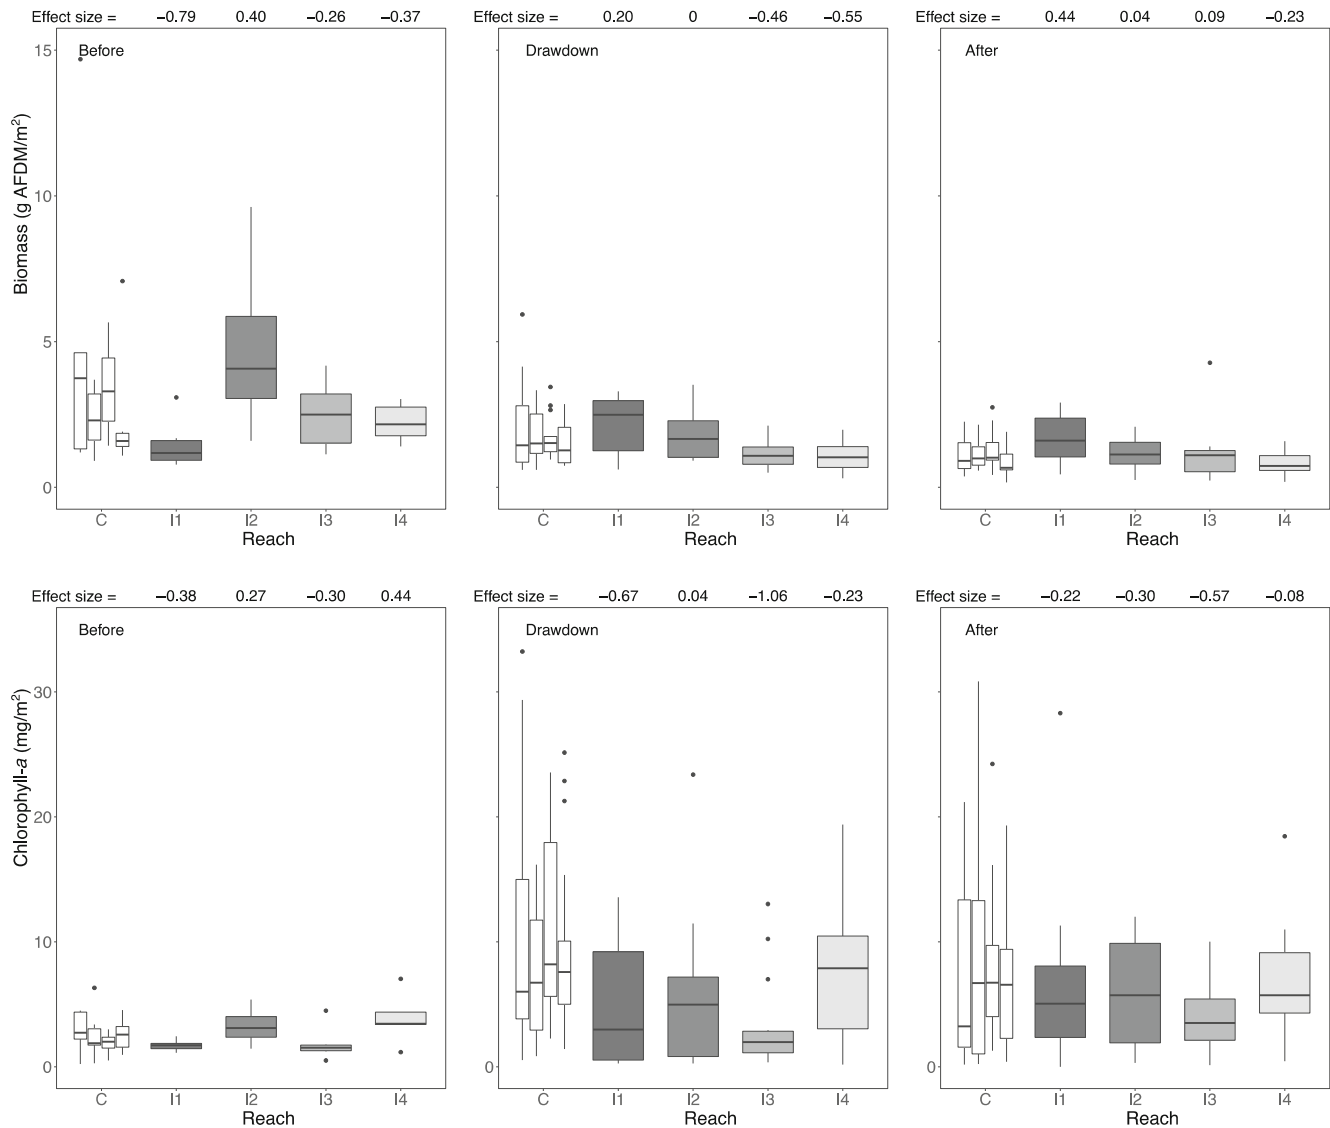 Effect size = −0.79 0.40 −0.26 −0.37
Effect size = 0.20 0 −0.46 −0.55
Effect size = 0.44 0.04 0.09 −0.23
Before
Drawdown
After
Biomass (g AFDM/m²)
15
10
5
0
C I1 I2 I3 I4
C I1 I2 I3 I4
C I1 I2 I3 I4
Reach
Reach
Reach
Effect size = −0.38 0.27 −0.30 0.44
Effect size = −0.67 0.04 −1.06 −0.23
Effect size = −0.22 −0.30 −0.57 −0.08
Before
Drawdown
After
Chlorophyll-a (mg/m²)
30
20
10
0
0
0
C I1 I2 I3 I4
C I1 I2 I3 I4
C I1 I2 I3 I4
Reach
Reach
Reach